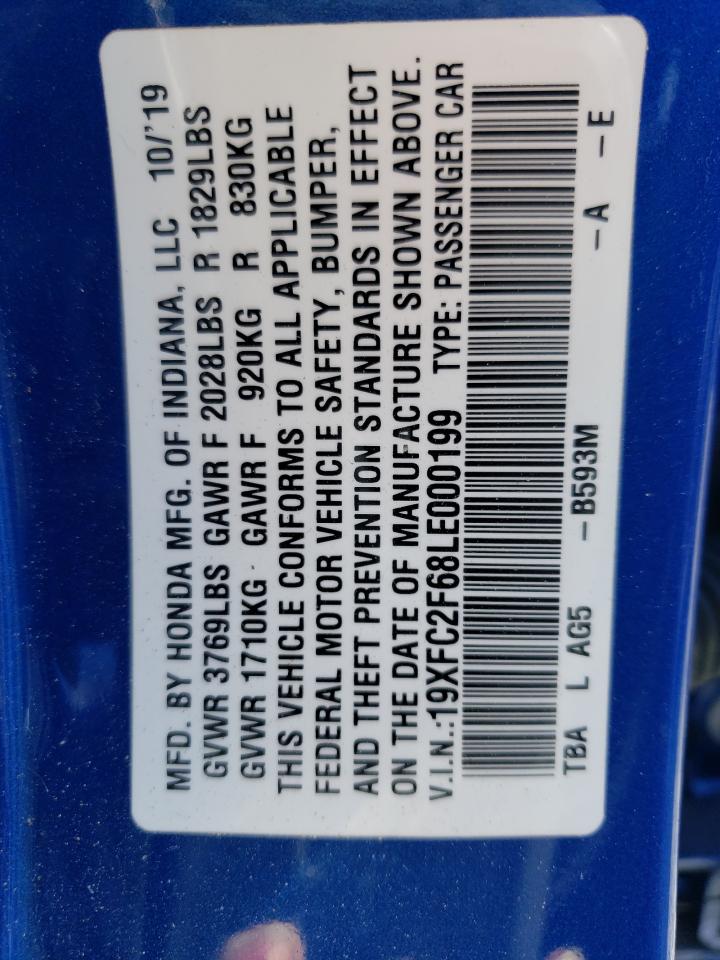 MFD. BY HONDA MFG. OF INDIANA, LLC 10/'19
GVWR 3769LBS GAWR F 2028LBS R 1829LBS
GVWR 1710KG GAWR F 920KG R 830KG
THIS VEHICLE CONFORMS TO ALL APPLICABLE
FEDERAL MOTOR VEHICLE SAFETY, BUMPER,
AND THEFT PREVENTION STANDARDS IN EFFECT
ON THE DATE OF MANUFACTURE SHOWN ABOVE.
V.I.N.:19XFC2F68LE000199 TYPE: PASSENGER CAR
TBA L AG5 -B593M -A -E